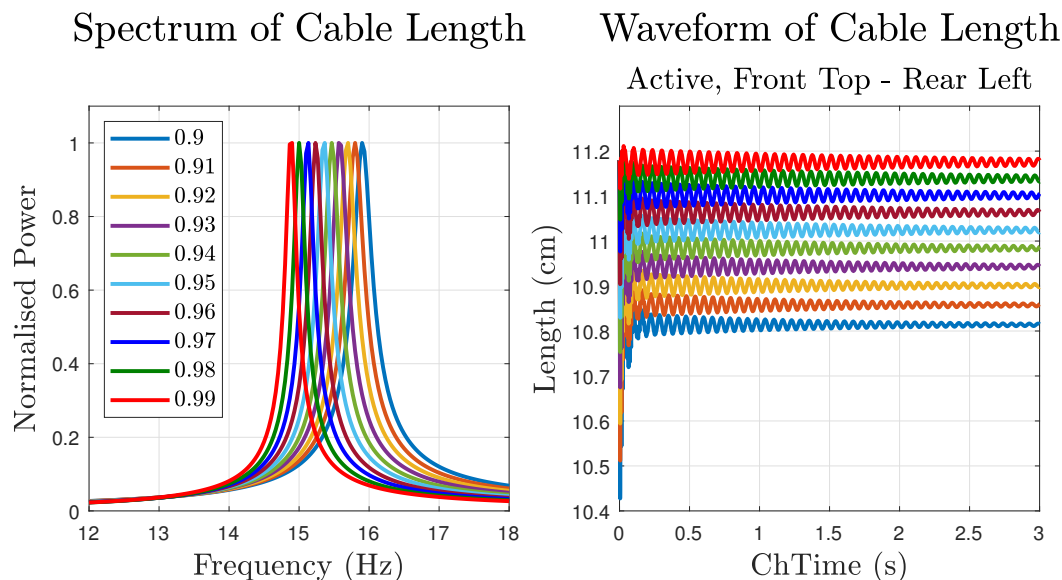 Spectrum of Cable Length
Normalised Power
1
0.8
0.6
0.4
0.2
0
0.9
0.91
0.92
0.93
0.94
0.95
0.96
0.97
0.98
0.99
12 13 14 15 16 17 18
Frequency (Hz)
Waveform of Cable Length
Active, Front Top - Rear Left
Length (cm)
11.2
11.1
11
10.9
10.8
10.7
10.6
10.5
10.4
0 0.5 1 1.5 2 2.5 3
ChTime (s)